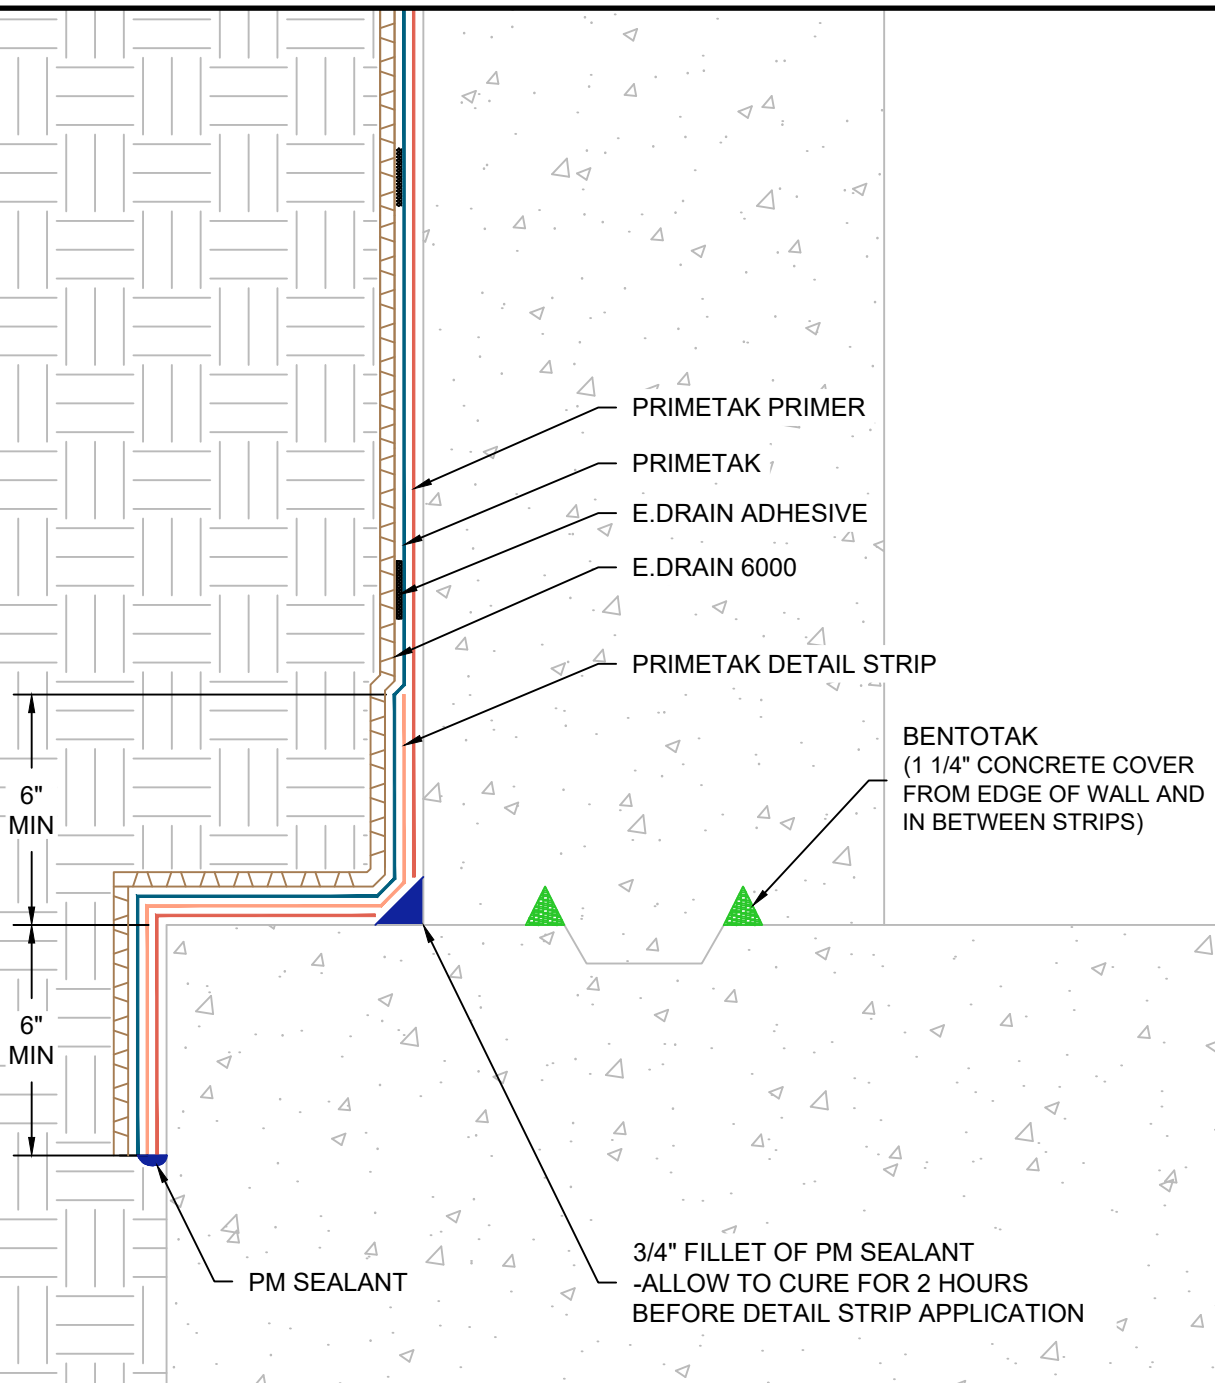 PRIMETAK PRIMER
PRIMETAK
E.DRAIN ADHESIVE
E.DRAIN 6000
PRIMETAK DETAIL STRIP
BENTOTAK
(1 1/4" CONCRETE COVER
FROM EDGE OF WALL AND
IN BETWEEN STRIPS)
6"
MIN
6"
MIN
PM SEALANT
3/4" FILLET OF PM SEALANT
-ALLOW TO CURE FOR 2 HOURS
BEFORE DETAIL STRIP APPLICATION